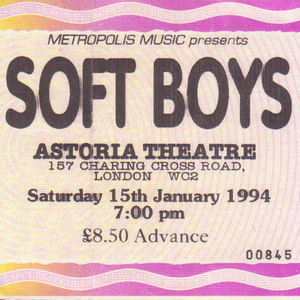 METROPOLIS MUSIC presents
SOFT BOYS
ASTORIA THEATRE
157 CHARING CROSS ROAD,
LONDON WC2
Saturday 15th January 1994
7:00 pm
£8.50 Advance
00845